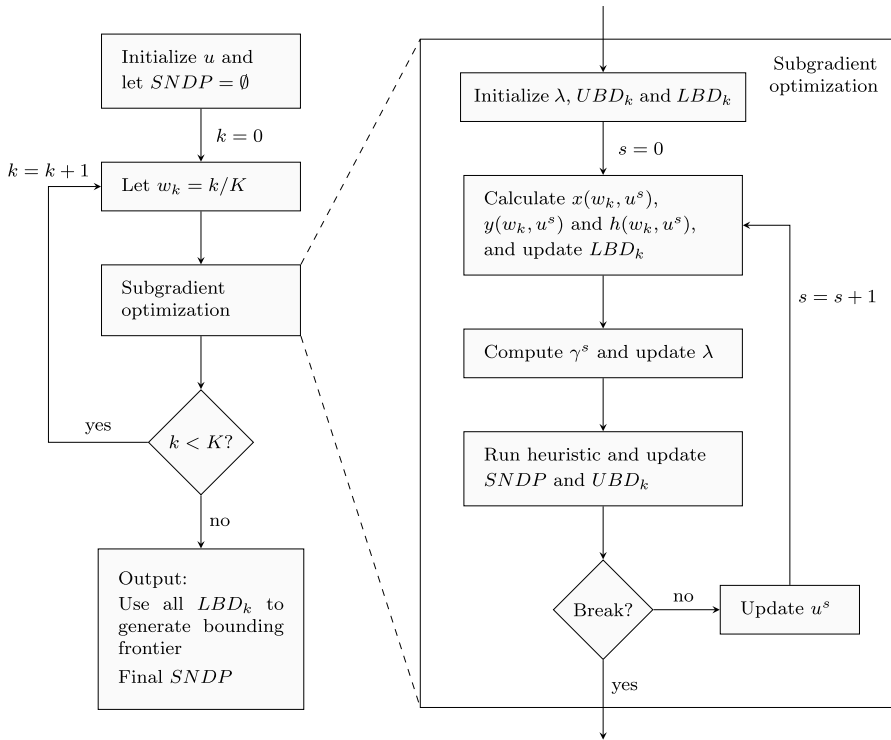 Initialize u and
let SNDP = ∅
k = 0
k = k + 1
Let w_k = k/K
Subgradient
optimization
yes
k < K?
no
Output:
Use all LBD_k to
generate bounding
frontier
Final SNDP
Subgradient
optimization
Initialize λ, UBD_k and LBD_k
s = 0
Calculate x(w_k, u^s),
y(w_k, u^s) and h(w_k, u^s),
and update LBD_k
s = s + 1
Compute γ^s and update λ
Run heuristic and update
SNDP and UBD_k
Break?
no
Update u^s
yes